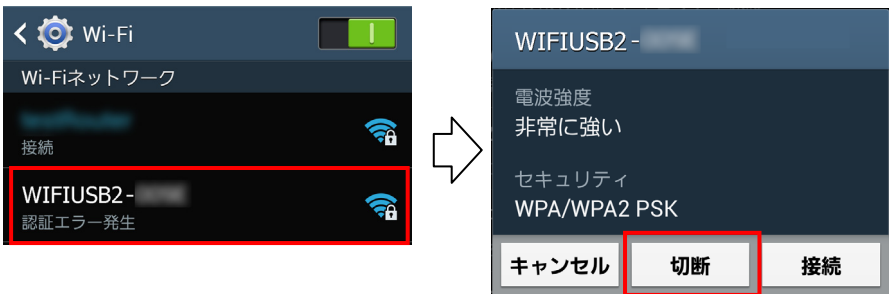 Wi-Fi
Wi-Fiネットワーク
接続
WIFIUSB2-
認証エラー発生
WIFIUSB2-
電波強度
非常に強い
セキュリティ
WPA/WPA2 PSK
キャンセル 切断 接続